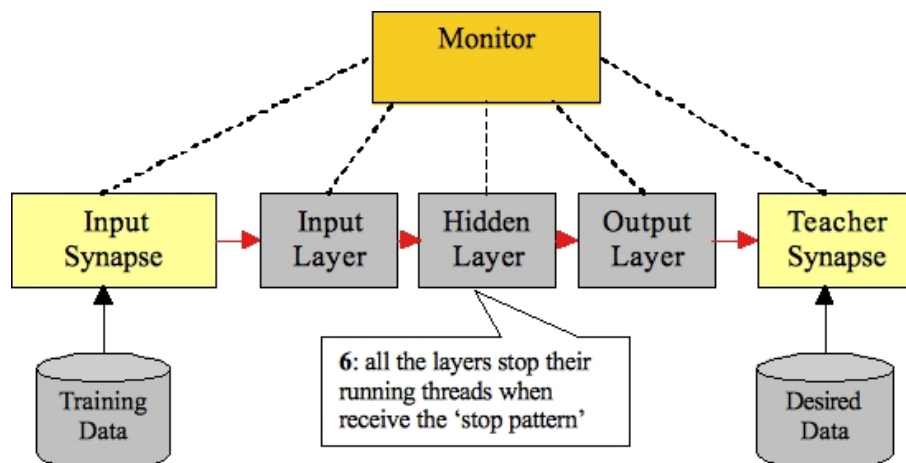 Monitor
Input
Synapse
Input
Layer
Hidden
Layer
Output
Layer
Teacher
Synapse
6: all the layers stop their
running threads when
receive the ‘stop pattern’
Training
Data
Desired
Data